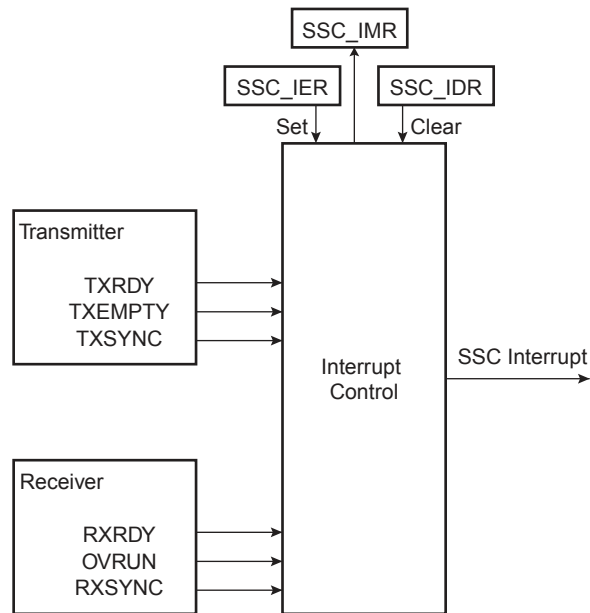 SSC_IMR
SSC_IER
SSC_IDR
Set
Clear
Transmitter
TXRDY
TXEMPTY
TXSYNC
Interrupt
Control
SSC Interrupt
Receiver
RXRDY
OVRUN
RXSYNC